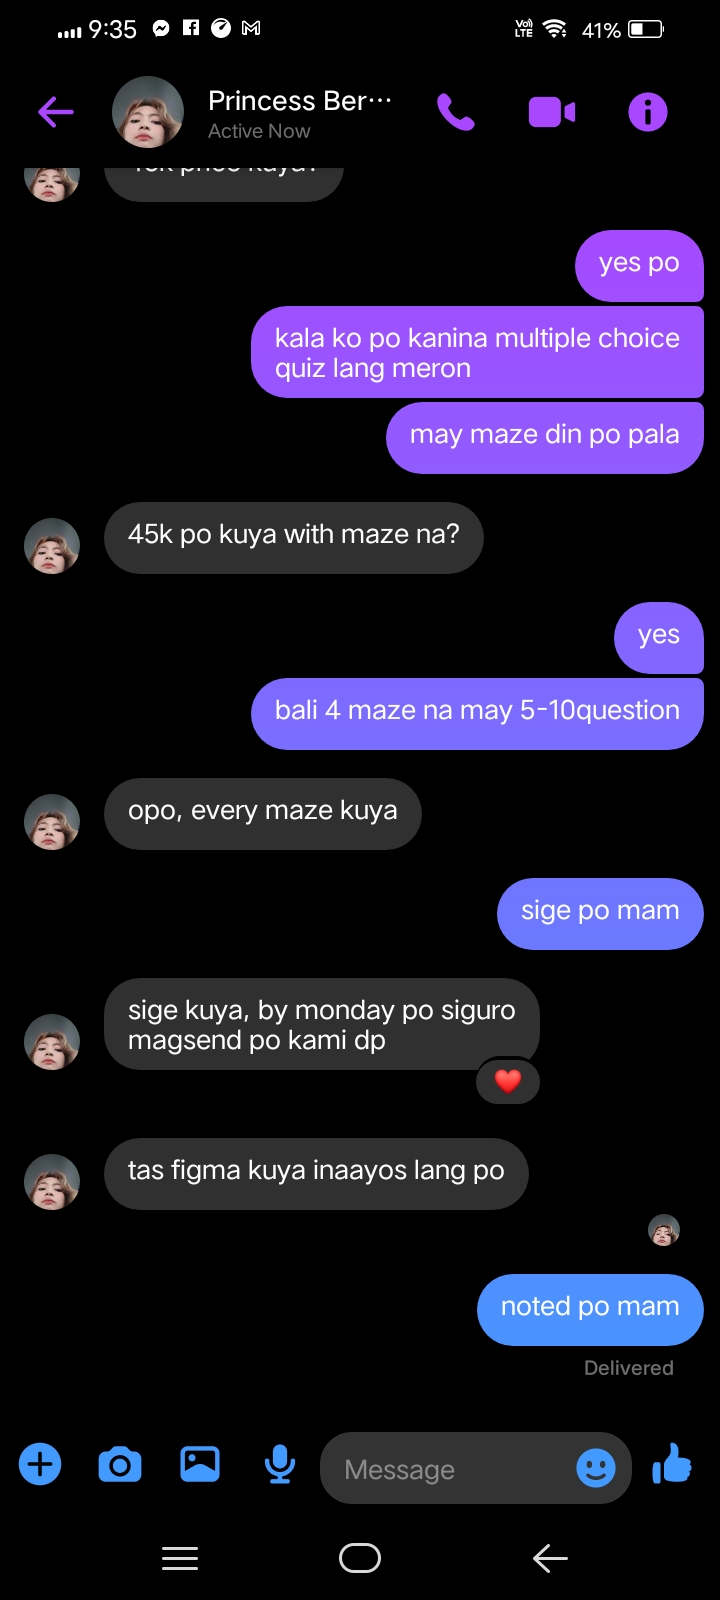 9:35
Vo)) LTE
41%
Princess Ber...
Active Now
yes po
kala ko po kanina multiple choice
quiz lang meron
may maze din po pala
45k po kuya with maze na?
yes
bali 4 maze na may 5-10question
opo, every maze kuya
sige po mam
sige kuya, by monday po siguro
magsend po kami dp
tas figma kuya inaayos lang po
noted po mam
Delivered
Message